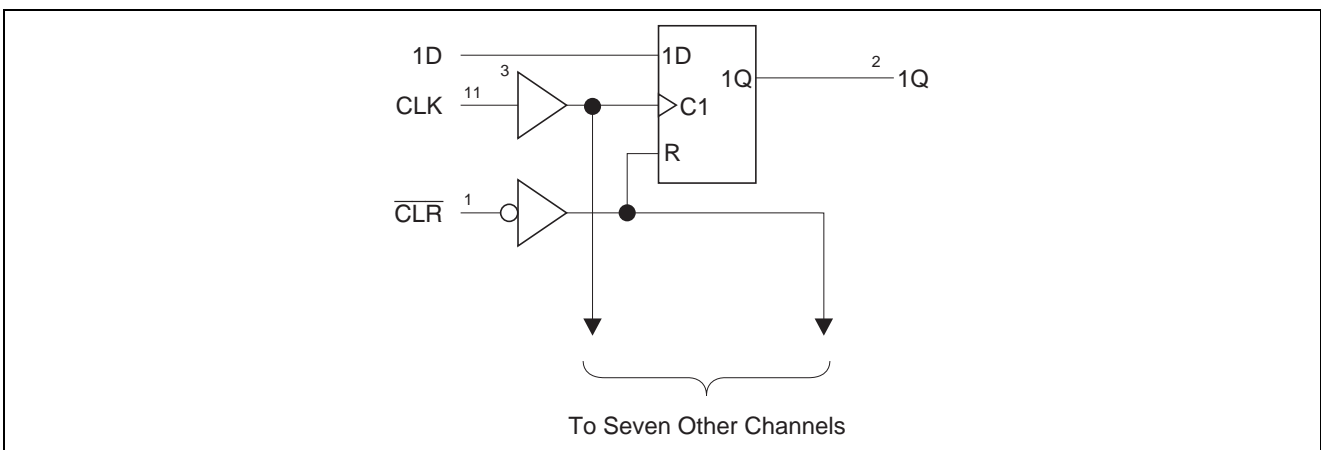 1D 1D
1Q 2 1Q
3
CLK 11 C1
R
CLR 1
To Seven Other Channels